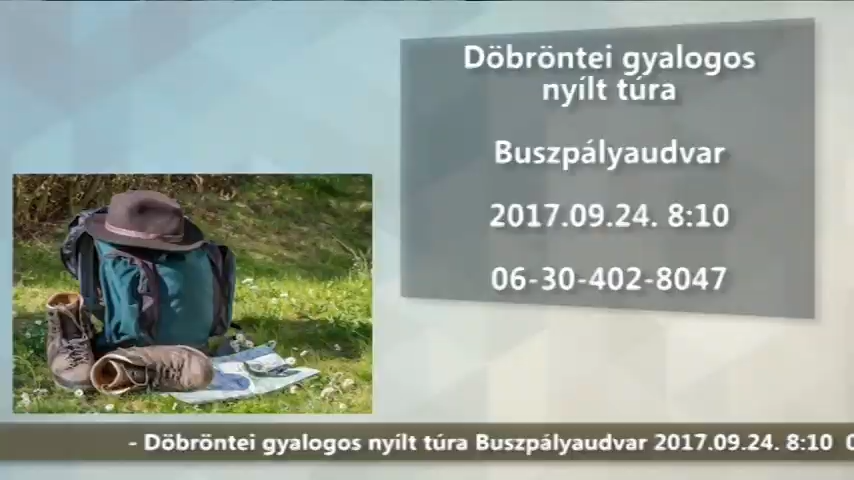 Döbröntei gyalogos
nyílt túra
Buszpályaudvar
2017.09.24. 8:10
06-30-402-8047
- Döbröntei gyalogos nyílt túra Buszpályaudvar 2017.09.24. 8:10 0